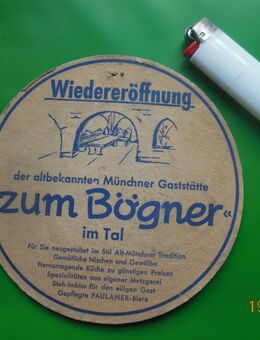 Wiedereröffnung
der altbekannten Münchner Gaststätte
zum Bögner“
im Tal
Für Sie neugestaltet im Stil Alt-Münchner Tradition
Gemütliche Nischen und Gewölbe
Hervorragende Küche zu günstigen Preisen
Spezialitäten aus eigener Metzgerei
Steh-Imbiss für den eiligen Gast
Gepflegte PAULANER-Biere